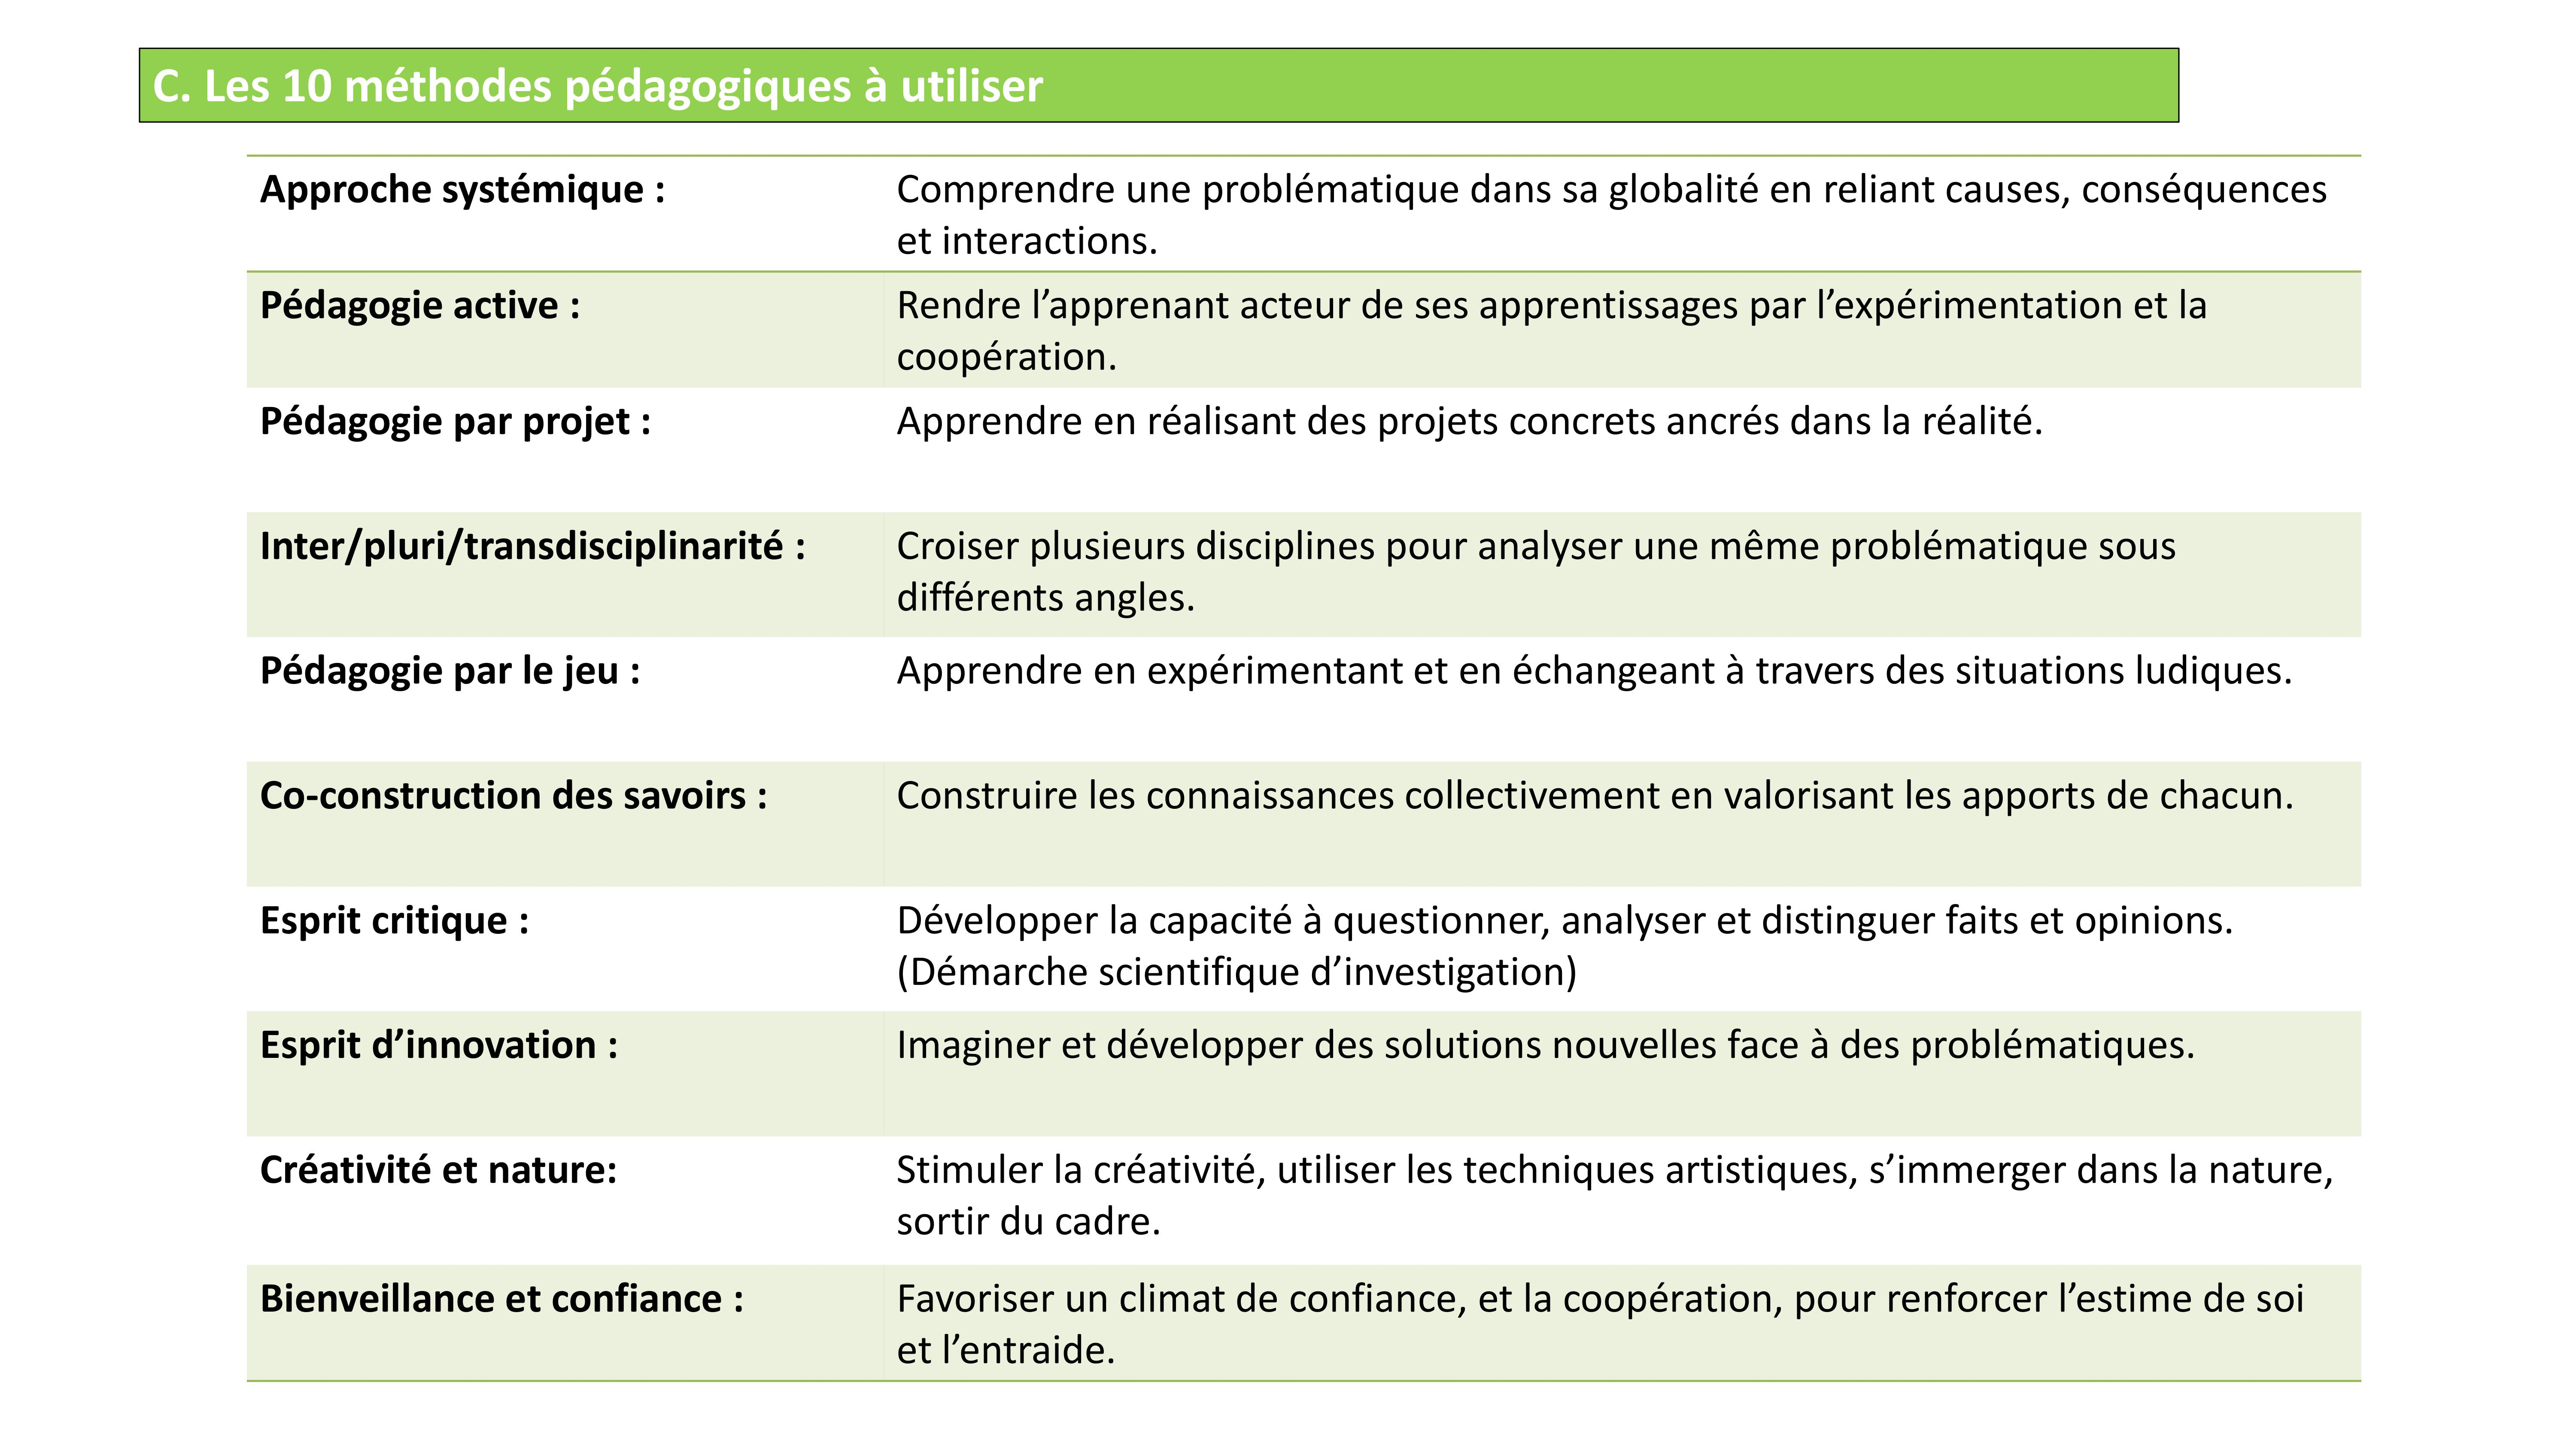 C. Les 10 méthodes pédagogiques à utiliser
Approche systémique :
Comprendre une problématique dans sa globalité en reliant causes, conséquences
et interactions.
Pédagogie active :
Rendre l’apprenant acteur de ses apprentissages par l’expérimentation et la
coopération.
Pédagogie par projet :
Apprendre en réalisant des projets concrets ancrés dans la réalité.
Inter/pluri/transdisciplinarité :
Croiser plusieurs disciplines pour analyser une même problématique sous
différents angles.
Pédagogie par le jeu :
Apprendre en expérimentant et en échangeant à travers des situations ludiques.
Co-construction des savoirs :
Construire les connaissances collectivement en valorisant les apports de chacun.
Esprit critique :
Développer la capacité à questionner, analyser et distinguer faits et opinions.
(Démarche scientifique d’investigation)
Esprit d’innovation :
Imaginer et développer des solutions nouvelles face à des problématiques.
Créativité et nature:
Stimuler la créativité, utiliser les techniques artistiques, s’immerger dans la nature,
sortir du cadre.
Bienveillance et confiance :
Favoriser un climat de confiance, et la coopération, pour renforcer l’estime de soi
et l’entraide.